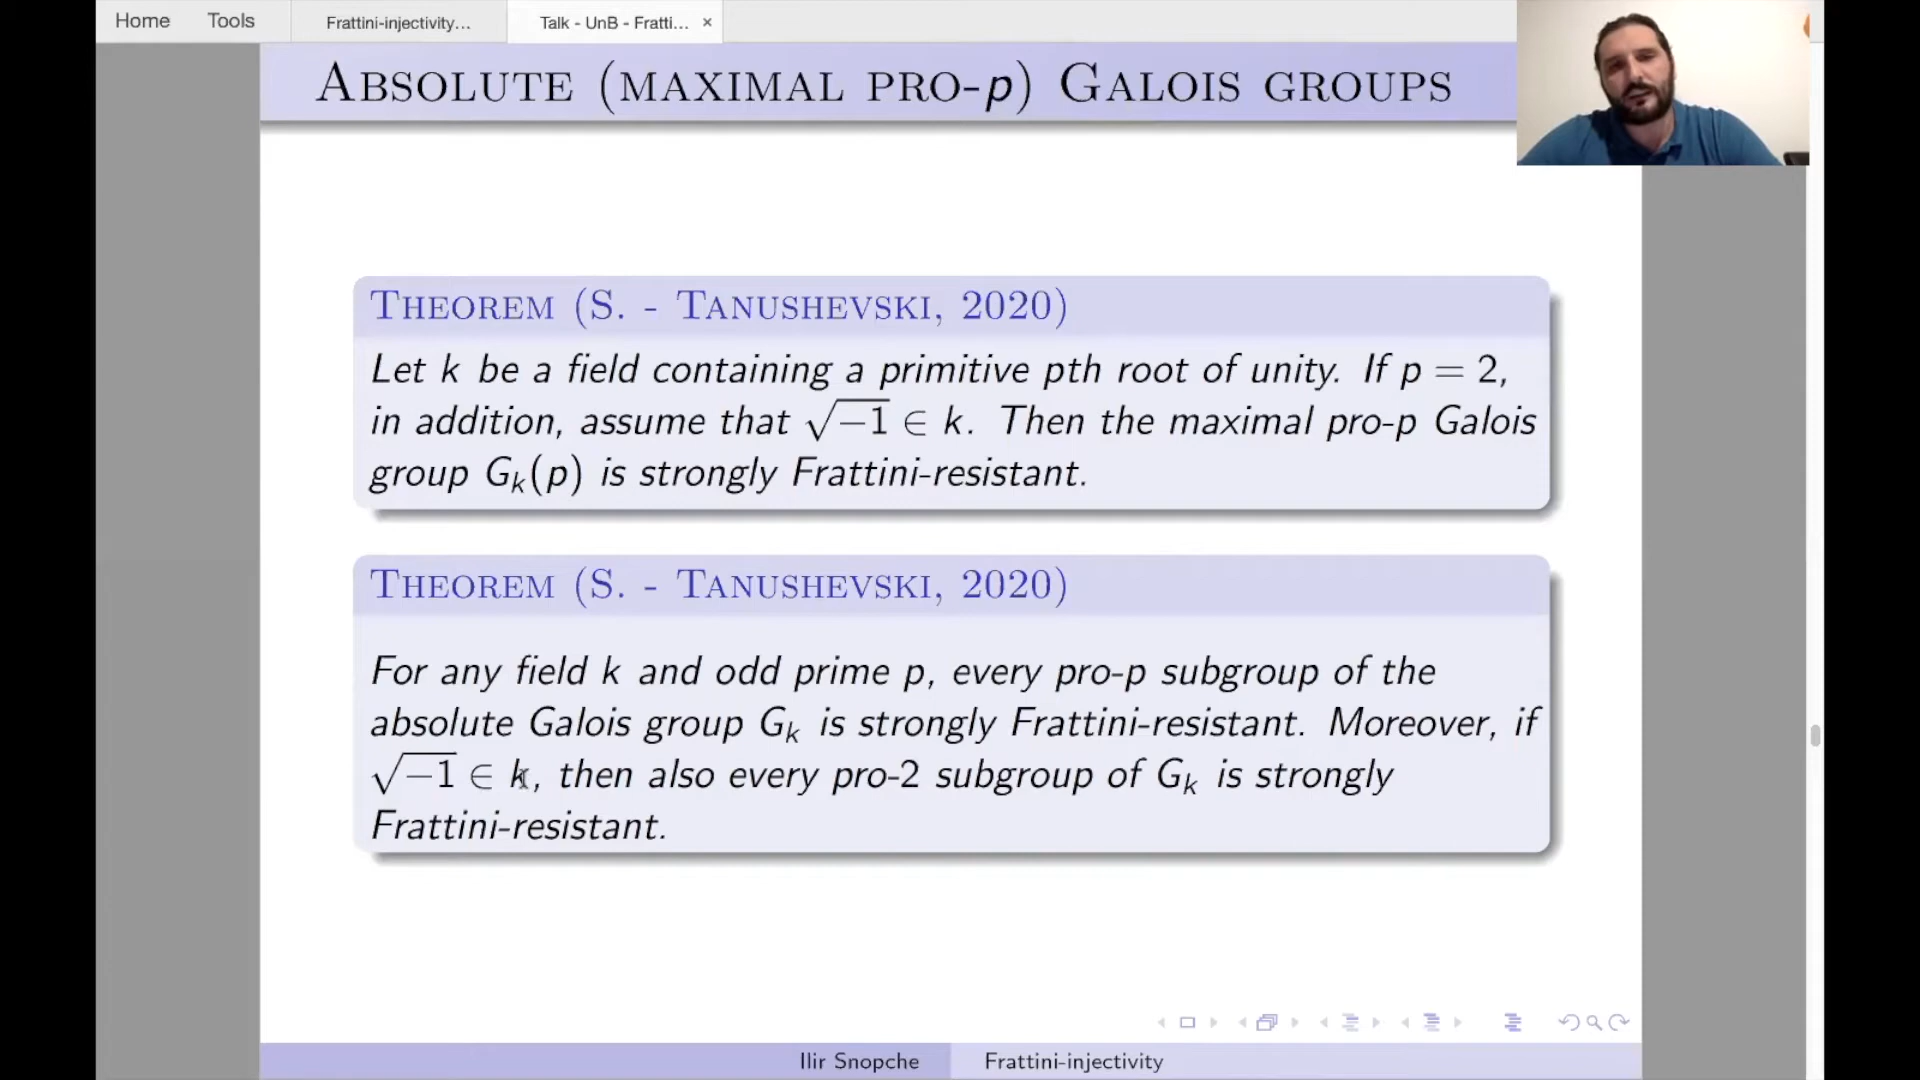 Home Tools Frattini-injectivity... Talk - UnB - Fratti... ×
Absolute (maximal pro-p) Galois groups
Theorem (S. - Tanushevski, 2020)
Let k be a field containing a primitive pth root of unity. If p = 2,
in addition, assume that √−1 ∈ k. Then the maximal pro-p Galois
group Gₖ(p) is strongly Frattini-resistant.
Theorem (S. - Tanushevski, 2020)
For any field k and odd prime p, every pro-p subgroup of the
absolute Galois group Gₖ is strongly Frattini-resistant. Moreover, if
√−1 ∈ k, then also every pro-2 subgroup of Gₖ is strongly
Frattini-resistant.
Ilir Snopche Frattini-injectivity